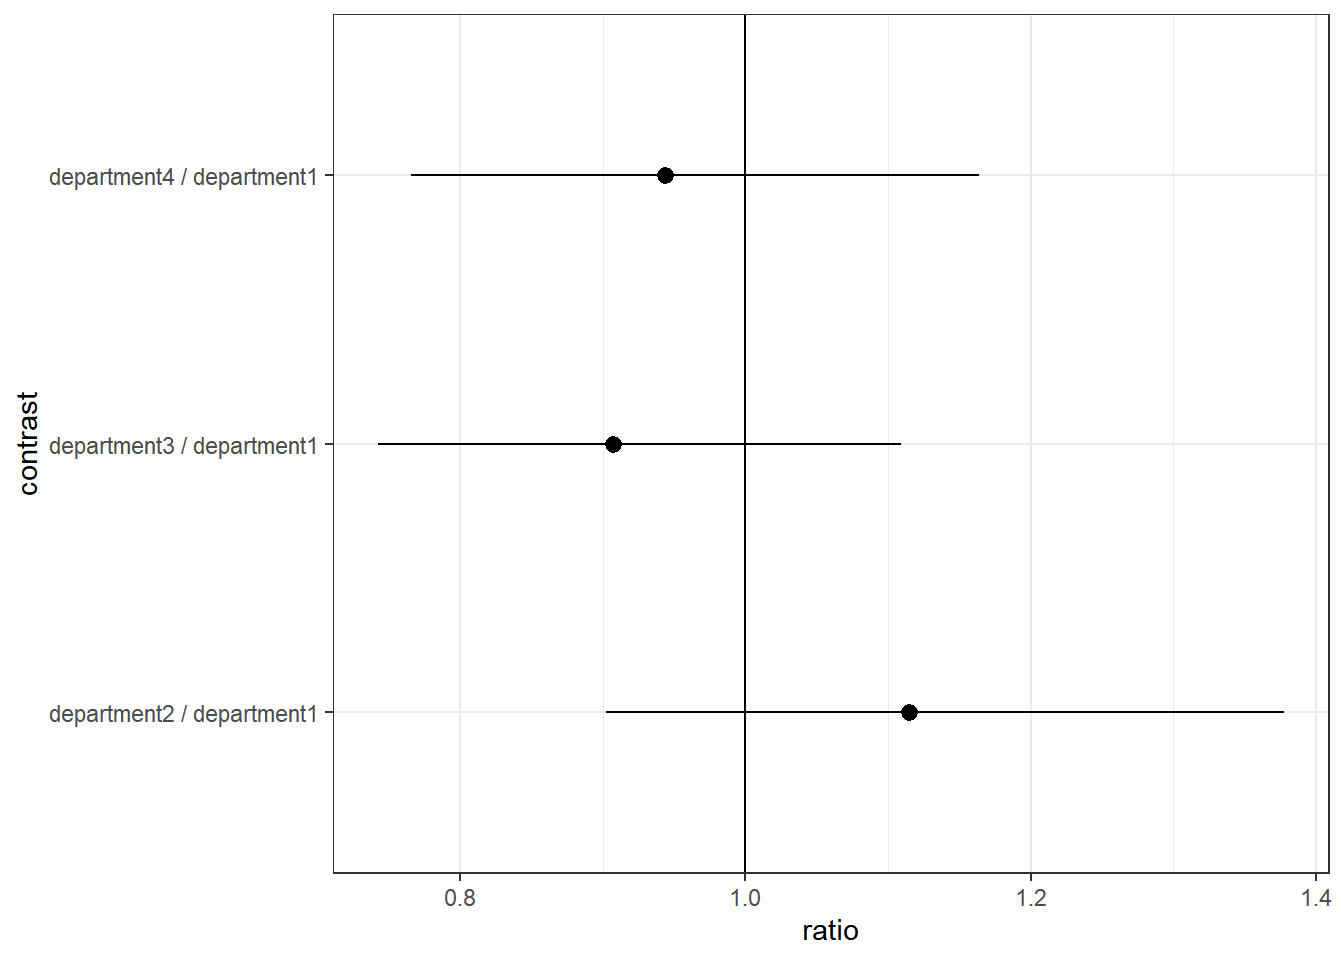 contrast
department4 / department1
department3 / department1
department2 / department1
0.8
1.0
1.2
1.4
ratio